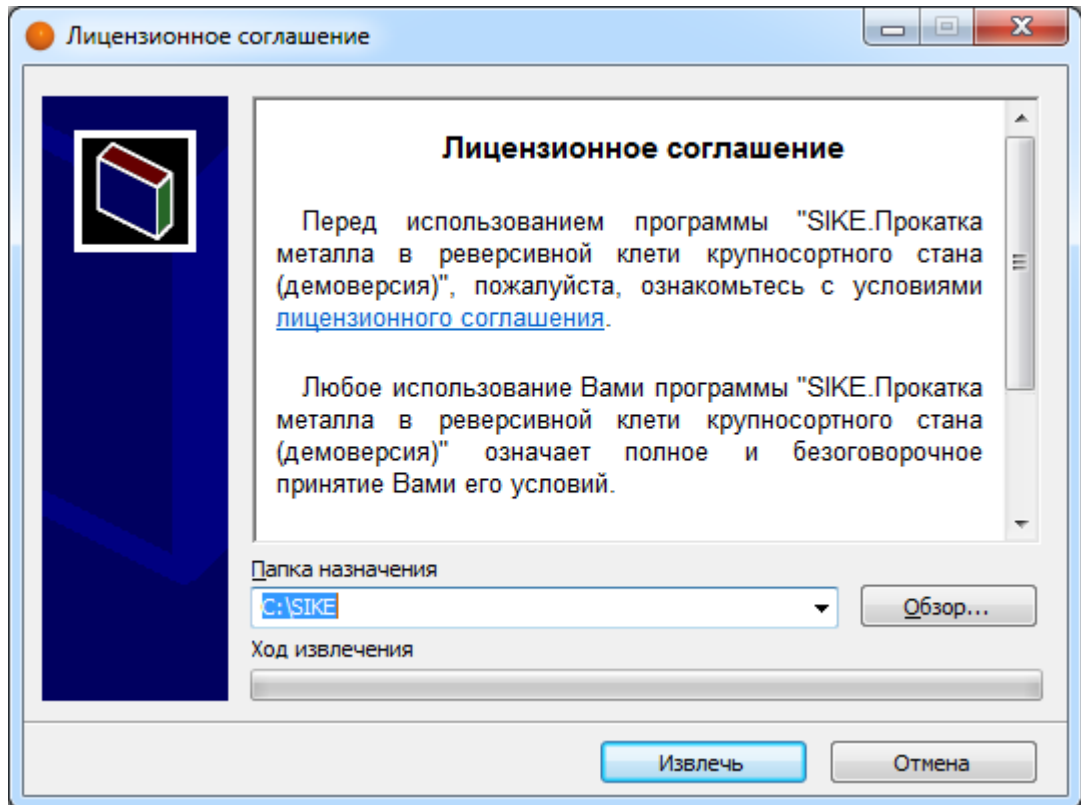 Лицензионное соглашение
Лицензионное соглашение
Перед использованием программы "SIKE.Прокатка
металла в реверсивной клети крупносортного стана
(демоверсия)", пожалуйста, ознакомьтесь с условиями
лицензионного соглашения.
Любое использование Вами программы "SIKE.Прокатка
металла в реверсивной клети крупносортного стана
(демоверсия)" означает полное и безоговорочное
принятие Вами его условий.
Папка назначения
C:\SIKE
Обзор...
Ход извлечения
Извлечь
Отмена